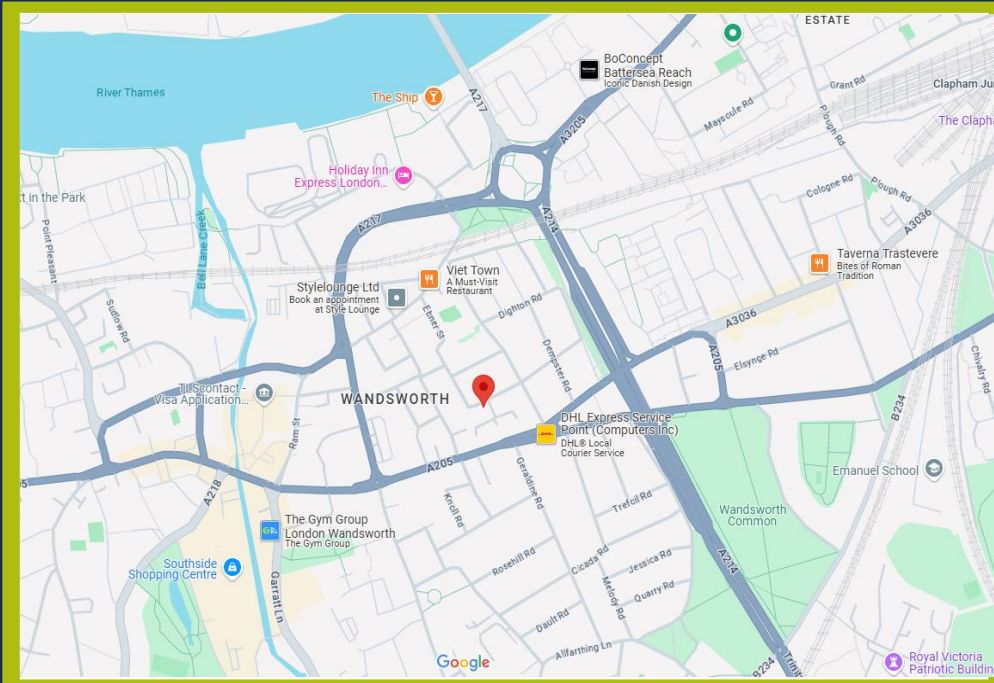 ESTATE
BoConcept
Battersea Reach
Iconic Danish Design
River Thames
The Ship
A217
A3205
Grant Rd
Clapham Ju
Mayscule Rd
Plough Rd
The Claph
Holiday Inn
Express London...
tt in the Park
Point Pleasant
Bell Lane Creek
A217
A214
Cologne Rd
Plough Rd
A3036
Taverna Trastevere
Bites of Roman
Tradition
Viet Town
A Must-Visit
Restaurant
Stylelounge Ltd
Book an appointment
at Style Lounge
Sudlow Rd
Ebner St
Dighton Rd
A3036
Dempster Rd
A205
Elsynge Rd
Chivalry Rd
TLScontact -
Visa Application...
WANDSWORTH
B234
Ram St
DHL Express Service
Point (Computers Inc)
DHL® Local
Courier Service
A205
5
A218
Geraldine Rd
Emanuel School
Knoll Rd
Trefoil Rd
Wandsworth
Common
The Gym Group
London Wandsworth
The Gym Group
Southside
Shopping Centre
Garratt Ln
Rosehill Rd
Cicada Rd
Jessica Rd
A214
Melody Rd
Quarry Rd
Dault Rd
Allfarthing Ln
Google
B234
Trinit
Royal Victoria
Patriotic Buildin